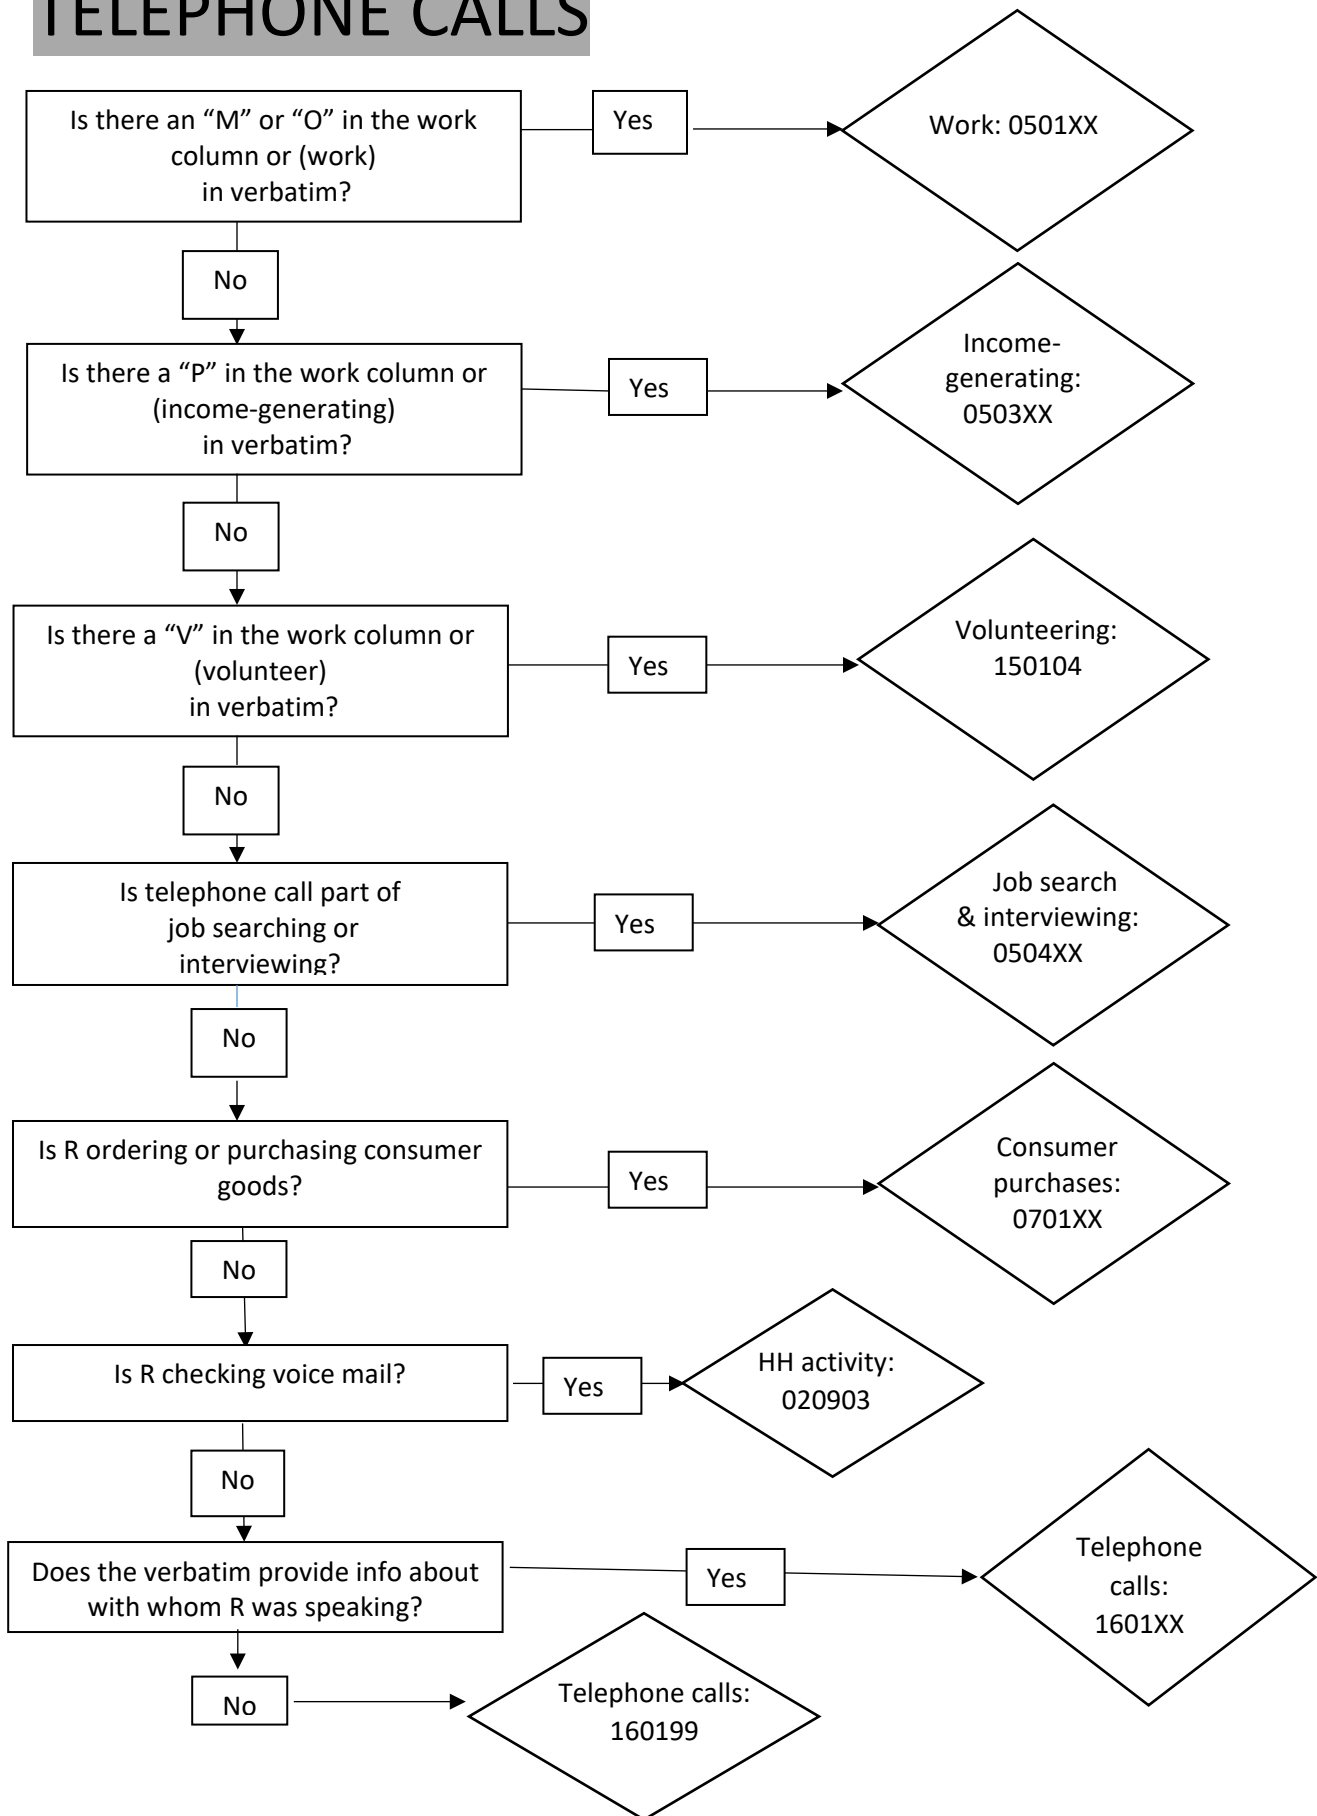 TELEPHONE CALLS
Is there an “M” or “O” in the work
column or (work)
in verbatim?
Yes
Work: 0501XX
No
Is there a “P” in the work column or
(income-generating)
in verbatim?
Yes
Income-
generating:
0503XX
No
Is there a “V” in the work column or
(volunteer)
in verbatim?
Yes
Volunteering:
150104
No
Is telephone call part of
job searching or
interviewing?
Yes
Job search
& interviewing:
0504XX
No
Is R ordering or purchasing consumer
goods?
Yes
Consumer
purchases:
0701XX
No
Is R checking voice mail?
Yes
HH activity:
020903
No
Does the verbatim provide info about
with whom R was speaking?
Yes
Telephone
calls:
1601XX
No
Telephone calls:
160199